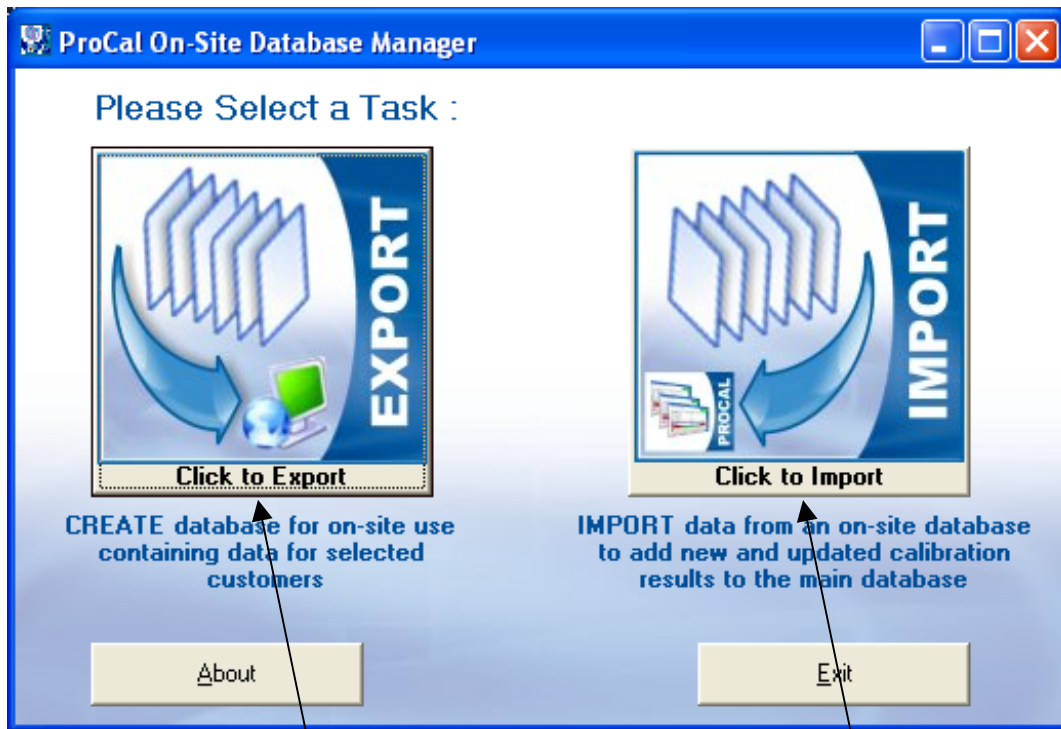 ProCal On-Site Database Manager
Please Select a Task :
EXPORT
Click to Export
CREATE database for on-site use
containing data for selected
customers
IMPORT
PROCAL
Click to Import
IMPORT data from an on-site database
to add new and updated calibration
results to the main database
About
Exit